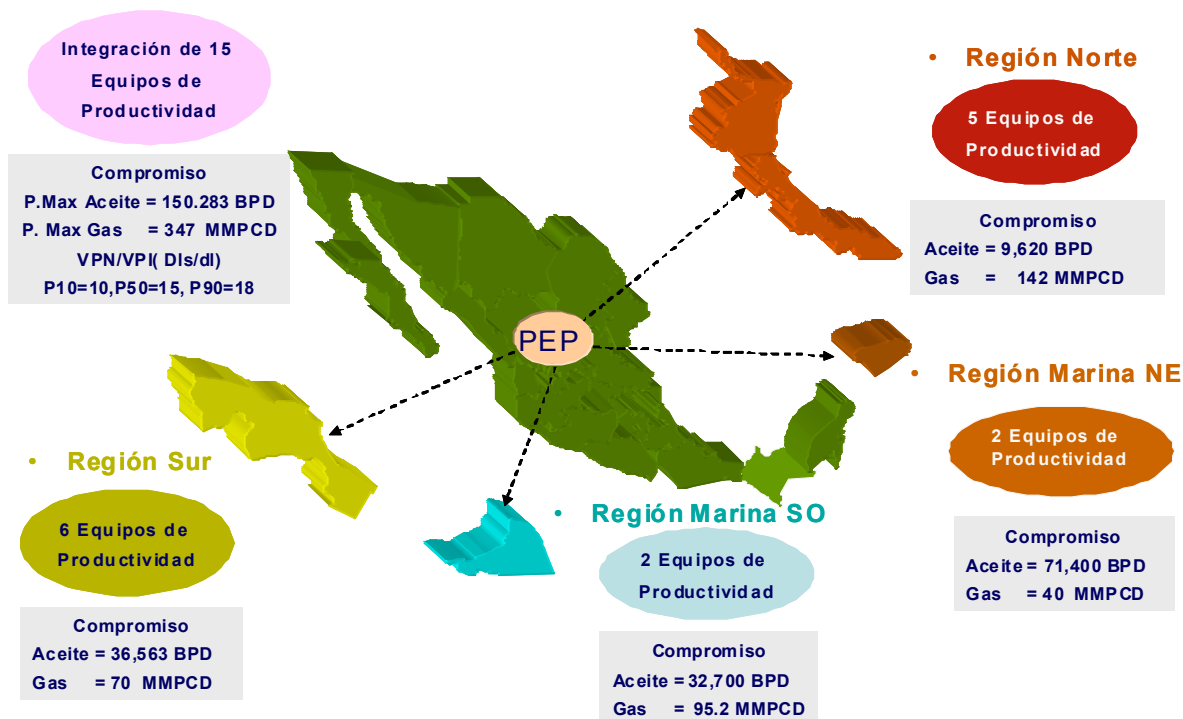 Integración de 15
Equipos de
Productividad
Compromiso
P.Max Aceite = 150.283 BPD
P. Max Gas = 347 MMPCD
VPN/VPI( Dls/dl)
P10=10,P50=15, P90=18
• Región Norte
5 Equipos de
Productividad
Compromiso
Aceite = 9,620 BPD
Gas = 142 MMPCD
PEP
• Región Marina NE
2 Equipos de
Productividad
Compromiso
Aceite = 71,400 BPD
Gas = 40 MMPCD
• Región Sur
6 Equipos de
Productividad
Compromiso
Aceite = 36,563 BPD
Gas = 70 MMPCD
• Región Marina SO
2 Equipos de
Productividad
Compromiso
Aceite = 32,700 BPD
Gas = 95.2 MMPCD